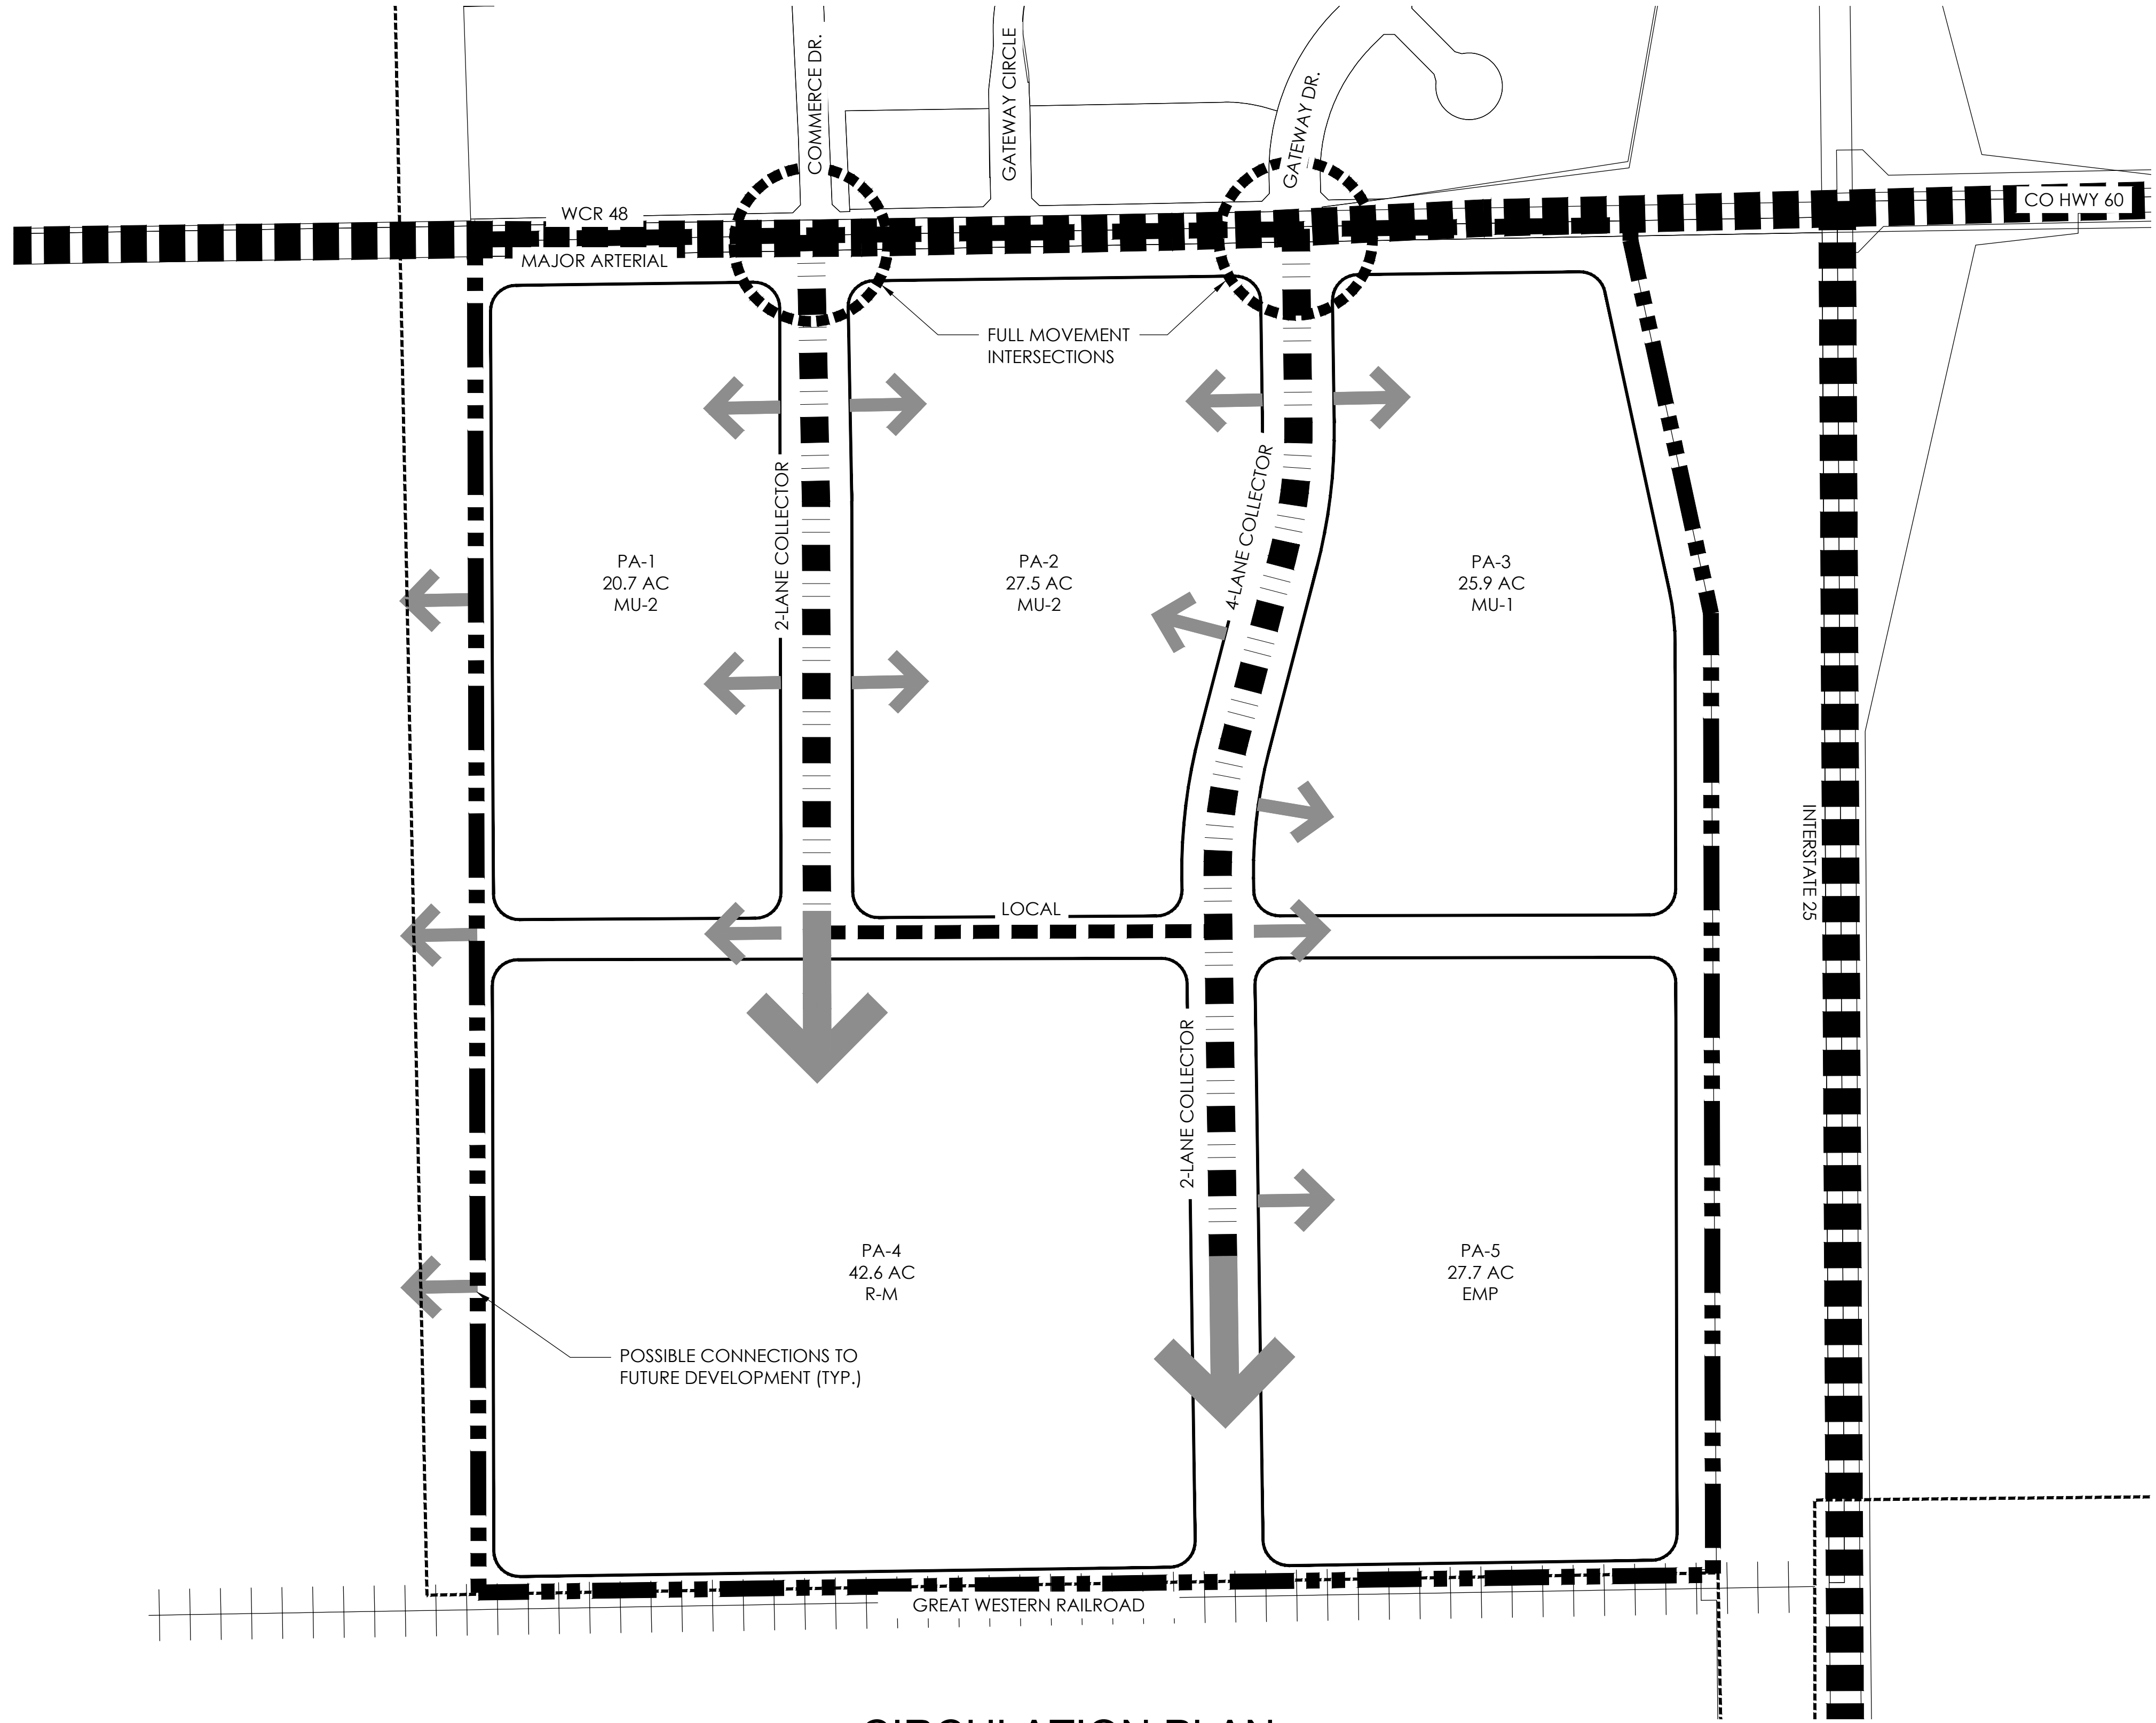 COMMERCE DR.
GATEWAY CIRCLE
GATEWAY DR.
WCR 48
MAJOR ARTERIAL
CO HWY 60
FULL MOVEMENT
INTERSECTIONS
2-LANE COLLECTOR
4-LANE COLLECTOR
PA-1
20.7 AC
MU-2
PA-2
27.5 AC
MU-2
PA-3
25.9 AC
MU-1
INTERSTATE 25
LOCAL
2-LANE COLLECTOR
PA-4
42.6 AC
R-M
PA-5
27.7 AC
EMP
POSSIBLE CONNECTIONS TO
FUTURE DEVELOPMENT (TYP.)
GREAT WESTERN RAILROAD
CIRCULATION PLAN